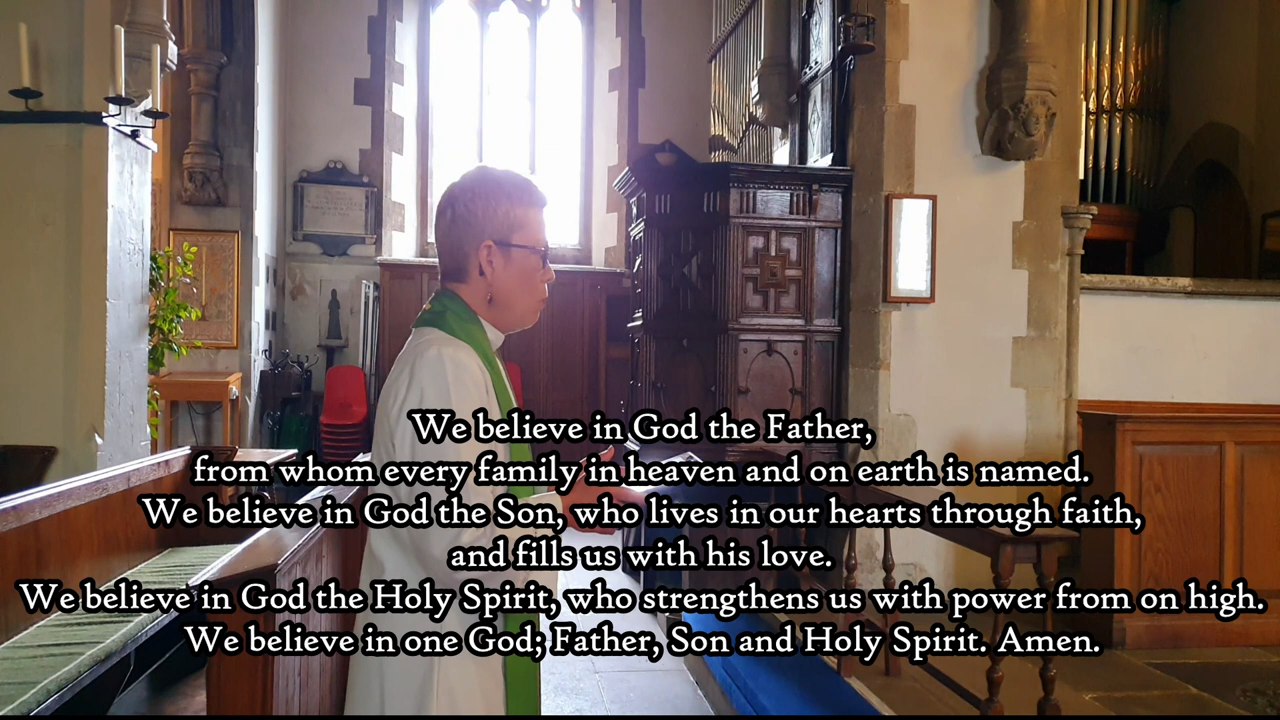 We believe in God the Father,
from whom every family in heaven and on earth is named.
We believe in God the Son, who lives in our hearts through faith,
and fills us with his love.
We believe in God the Holy Spirit, who strengthens us with power from on high.
We believe in one God; Father, Son and Holy Spirit. Amen.